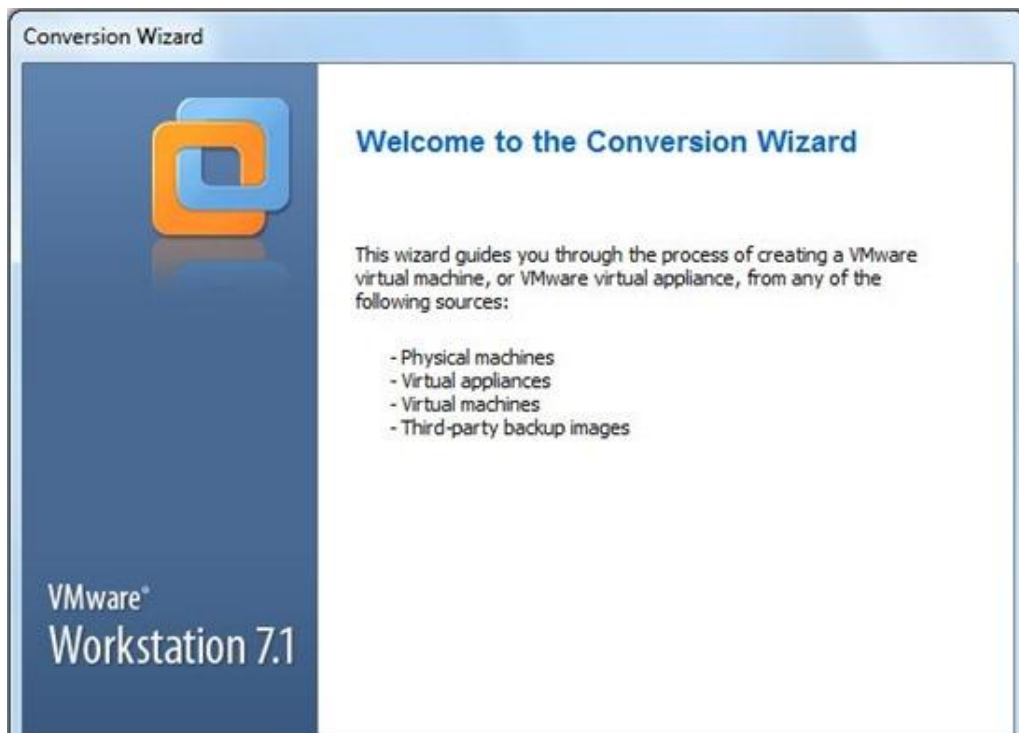 Conversion Wizard
Welcome to the Conversion Wizard
This wizard guides you through the process of creating a VMware
virtual machine, or VMware virtual appliance, from any of the
following sources:
- Physical machines
- Virtual appliances
- Virtual machines
- Third-party backup images
VMware®
Workstation 7.1